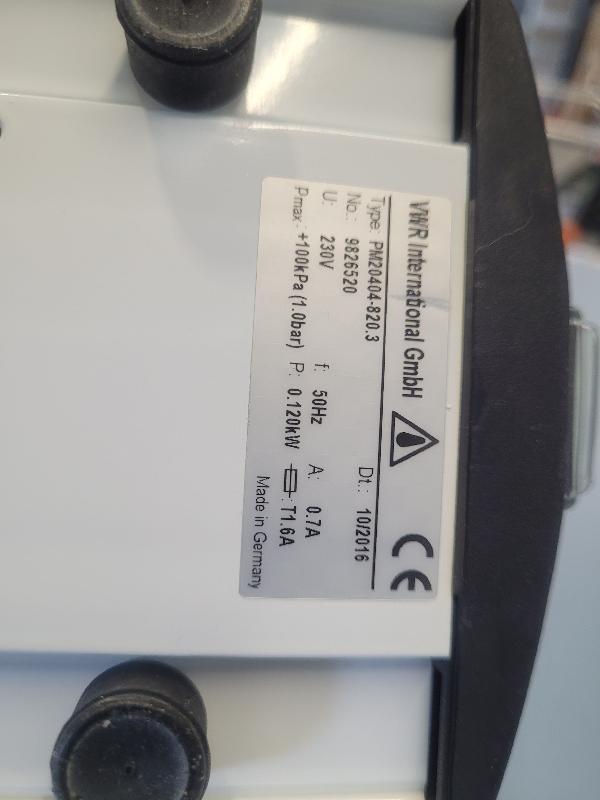 VWR International GmbH CE
Type: PM20404-820.3
No.: 9826520 Dt.: 10/2016
U: 230V f: 50Hz A: 0.7A
Pmax: +100kPa (1.0bar) P: 0.120kW : T1.6A
Made in Germany